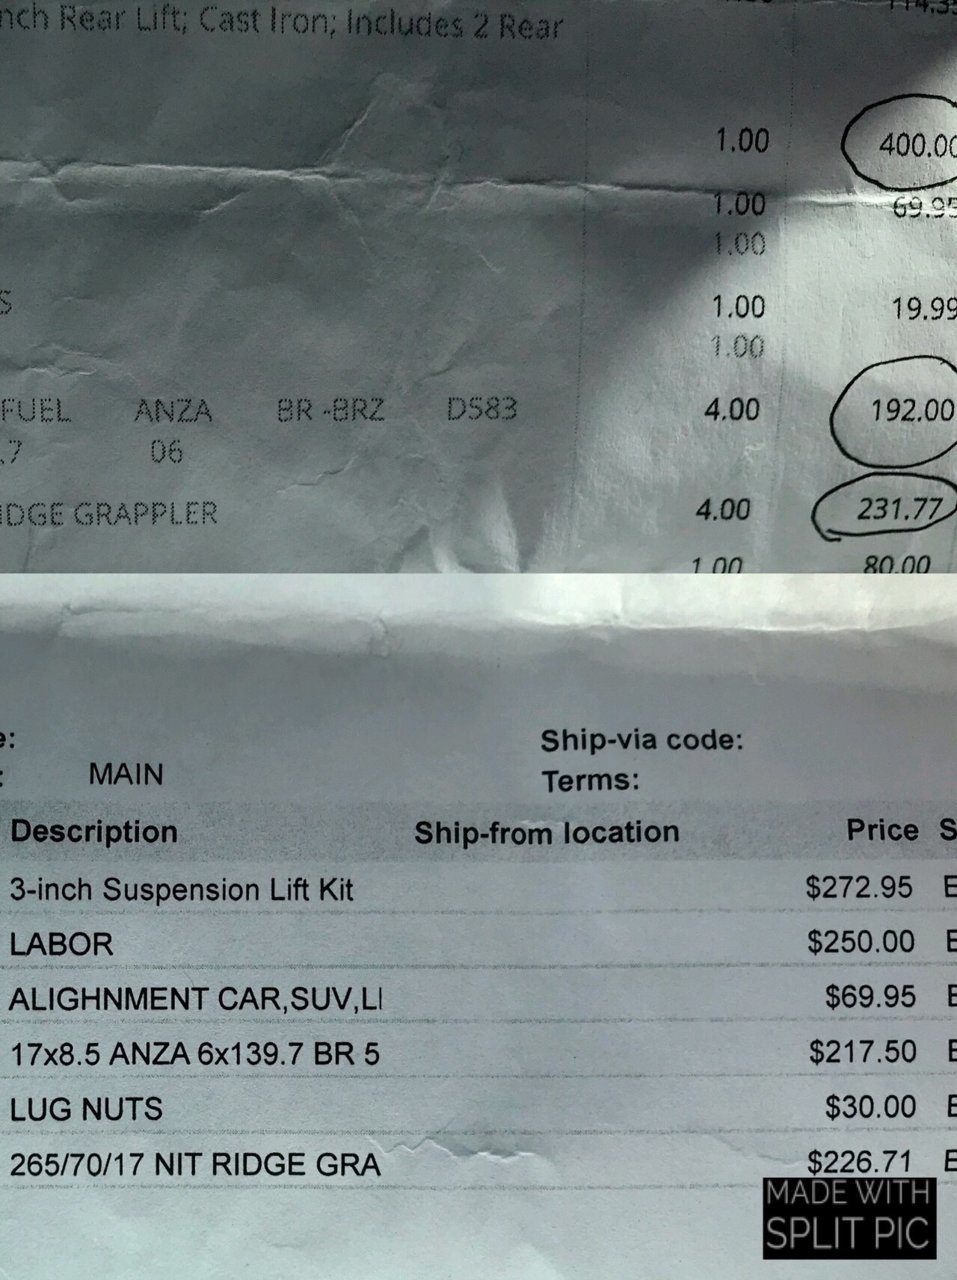 nch Rear Lift; Cast Iron; Includes 2 Rear
1.00 400.00
1.00 69.95
1.00
S 1.00 19.99
1.00
FUEL ANZA BR -BRZ D583 4.00 192.00
.7 06
IDGE GRAPPLER 4.00 231.77
1.00 80.00
e: Ship-via code:
: MAIN Terms:
Description Ship-from location Price S
3-inch Suspension Lift Kit $272.95 E
LABOR $250.00 E
ALIGHNMENT CAR,SUV,LI $69.95 E
17x8.5 ANZA 6x139.7 BR 5 $217.50 E
LUG NUTS $30.00 E
265/70/17 NIT RIDGE GRA $226.71 E
MADE WITH
SPLIT PIC